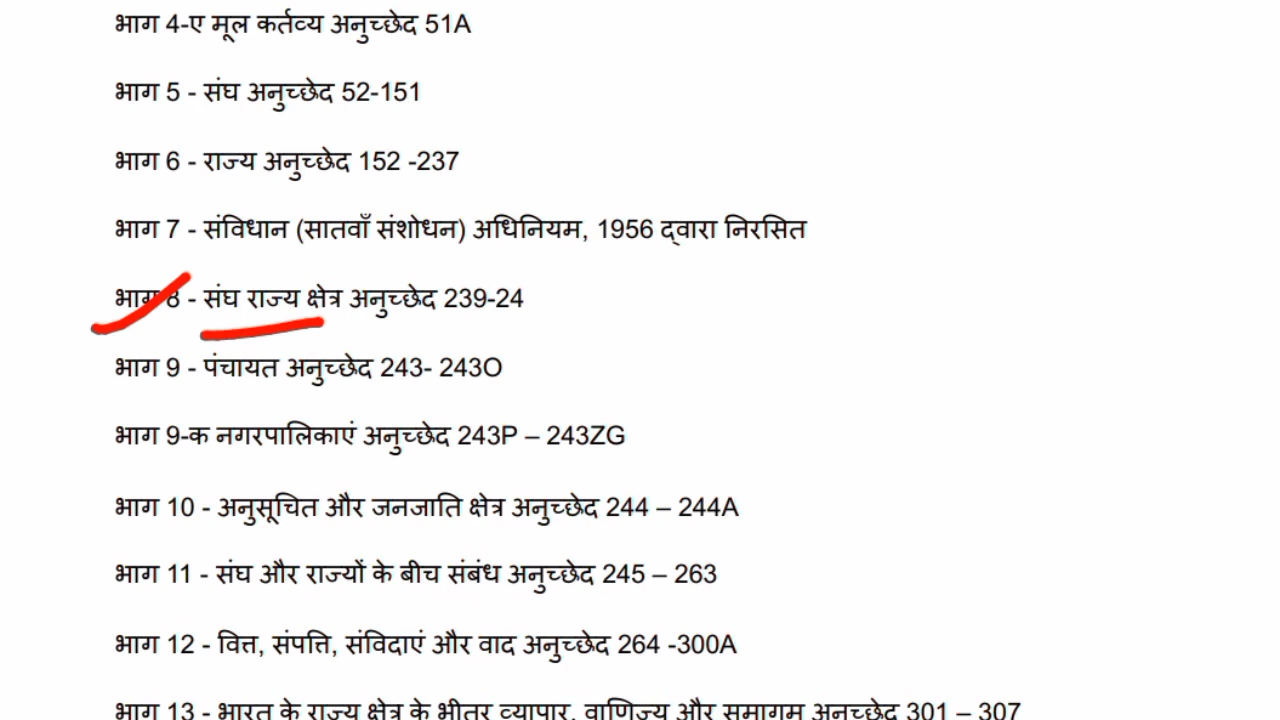 भाग 4-ए मूल कर्तव्य अनुच्छेद 51A
भाग 5 - संघ अनुच्छेद 52-151
भाग 6 - राज्य अनुच्छेद 152 -237
भाग 7 - संविधान (सातवाँ संशोधन) अधिनियम, 1956 द्वारा निरसित
भाग 8 - संघ राज्य क्षेत्र अनुच्छेद 239-24
भाग 9 - पंचायत अनुच्छेद 243- 243O
भाग 9-क नगरपालिकाएं अनुच्छेद 243P – 243ZG
भाग 10 - अनुसूचित और जनजाति क्षेत्र अनुच्छेद 244 – 244A
भाग 11 - संघ और राज्यों के बीच संबंध अनुच्छेद 245 – 263
भाग 12 - वित्त, संपत्ति, संविदाएं और वाद अनुच्छेद 264 -300A
भाग 13 - भारत के राज्य क्षेत्र के भीतर व्यापार, वाणिज्य और समागम अनुच्छेद 301 – 307